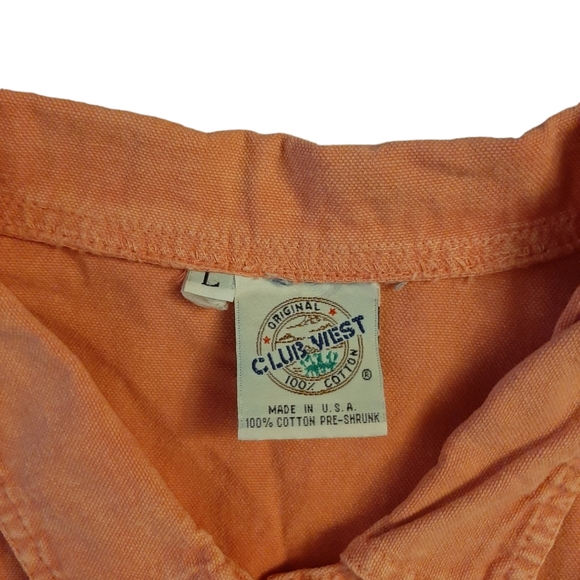 L
ORIGINAL
CLUB WEST
100% COTTON
®
MADE IN U.S.A.
100% COTTON PRE-SHRUNK